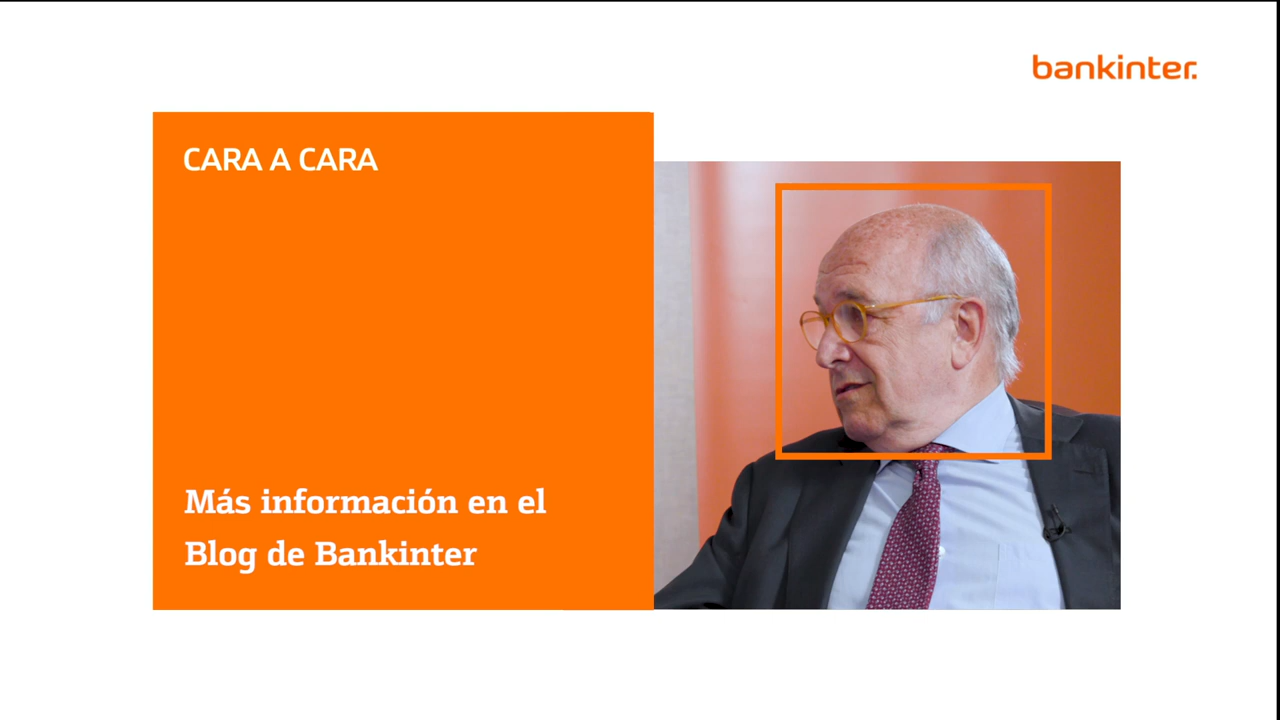 bankinter.
CARA A CARA
Más información en el
Blog de Bankinter